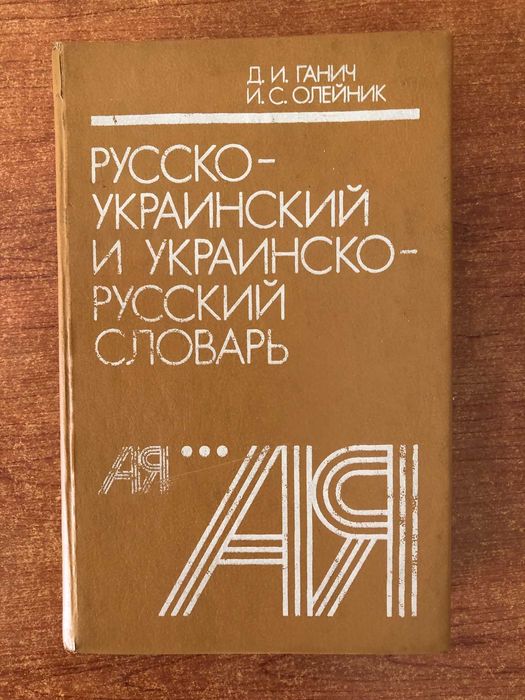 Д. И. ГАНИЧ
И. С. ОЛЕЙНИК
РУССКО-
УКРАИНСКИЙ
И УКРАИНСКО-
РУССКИЙ
СЛОВАРЬ
АЯ...АЯ